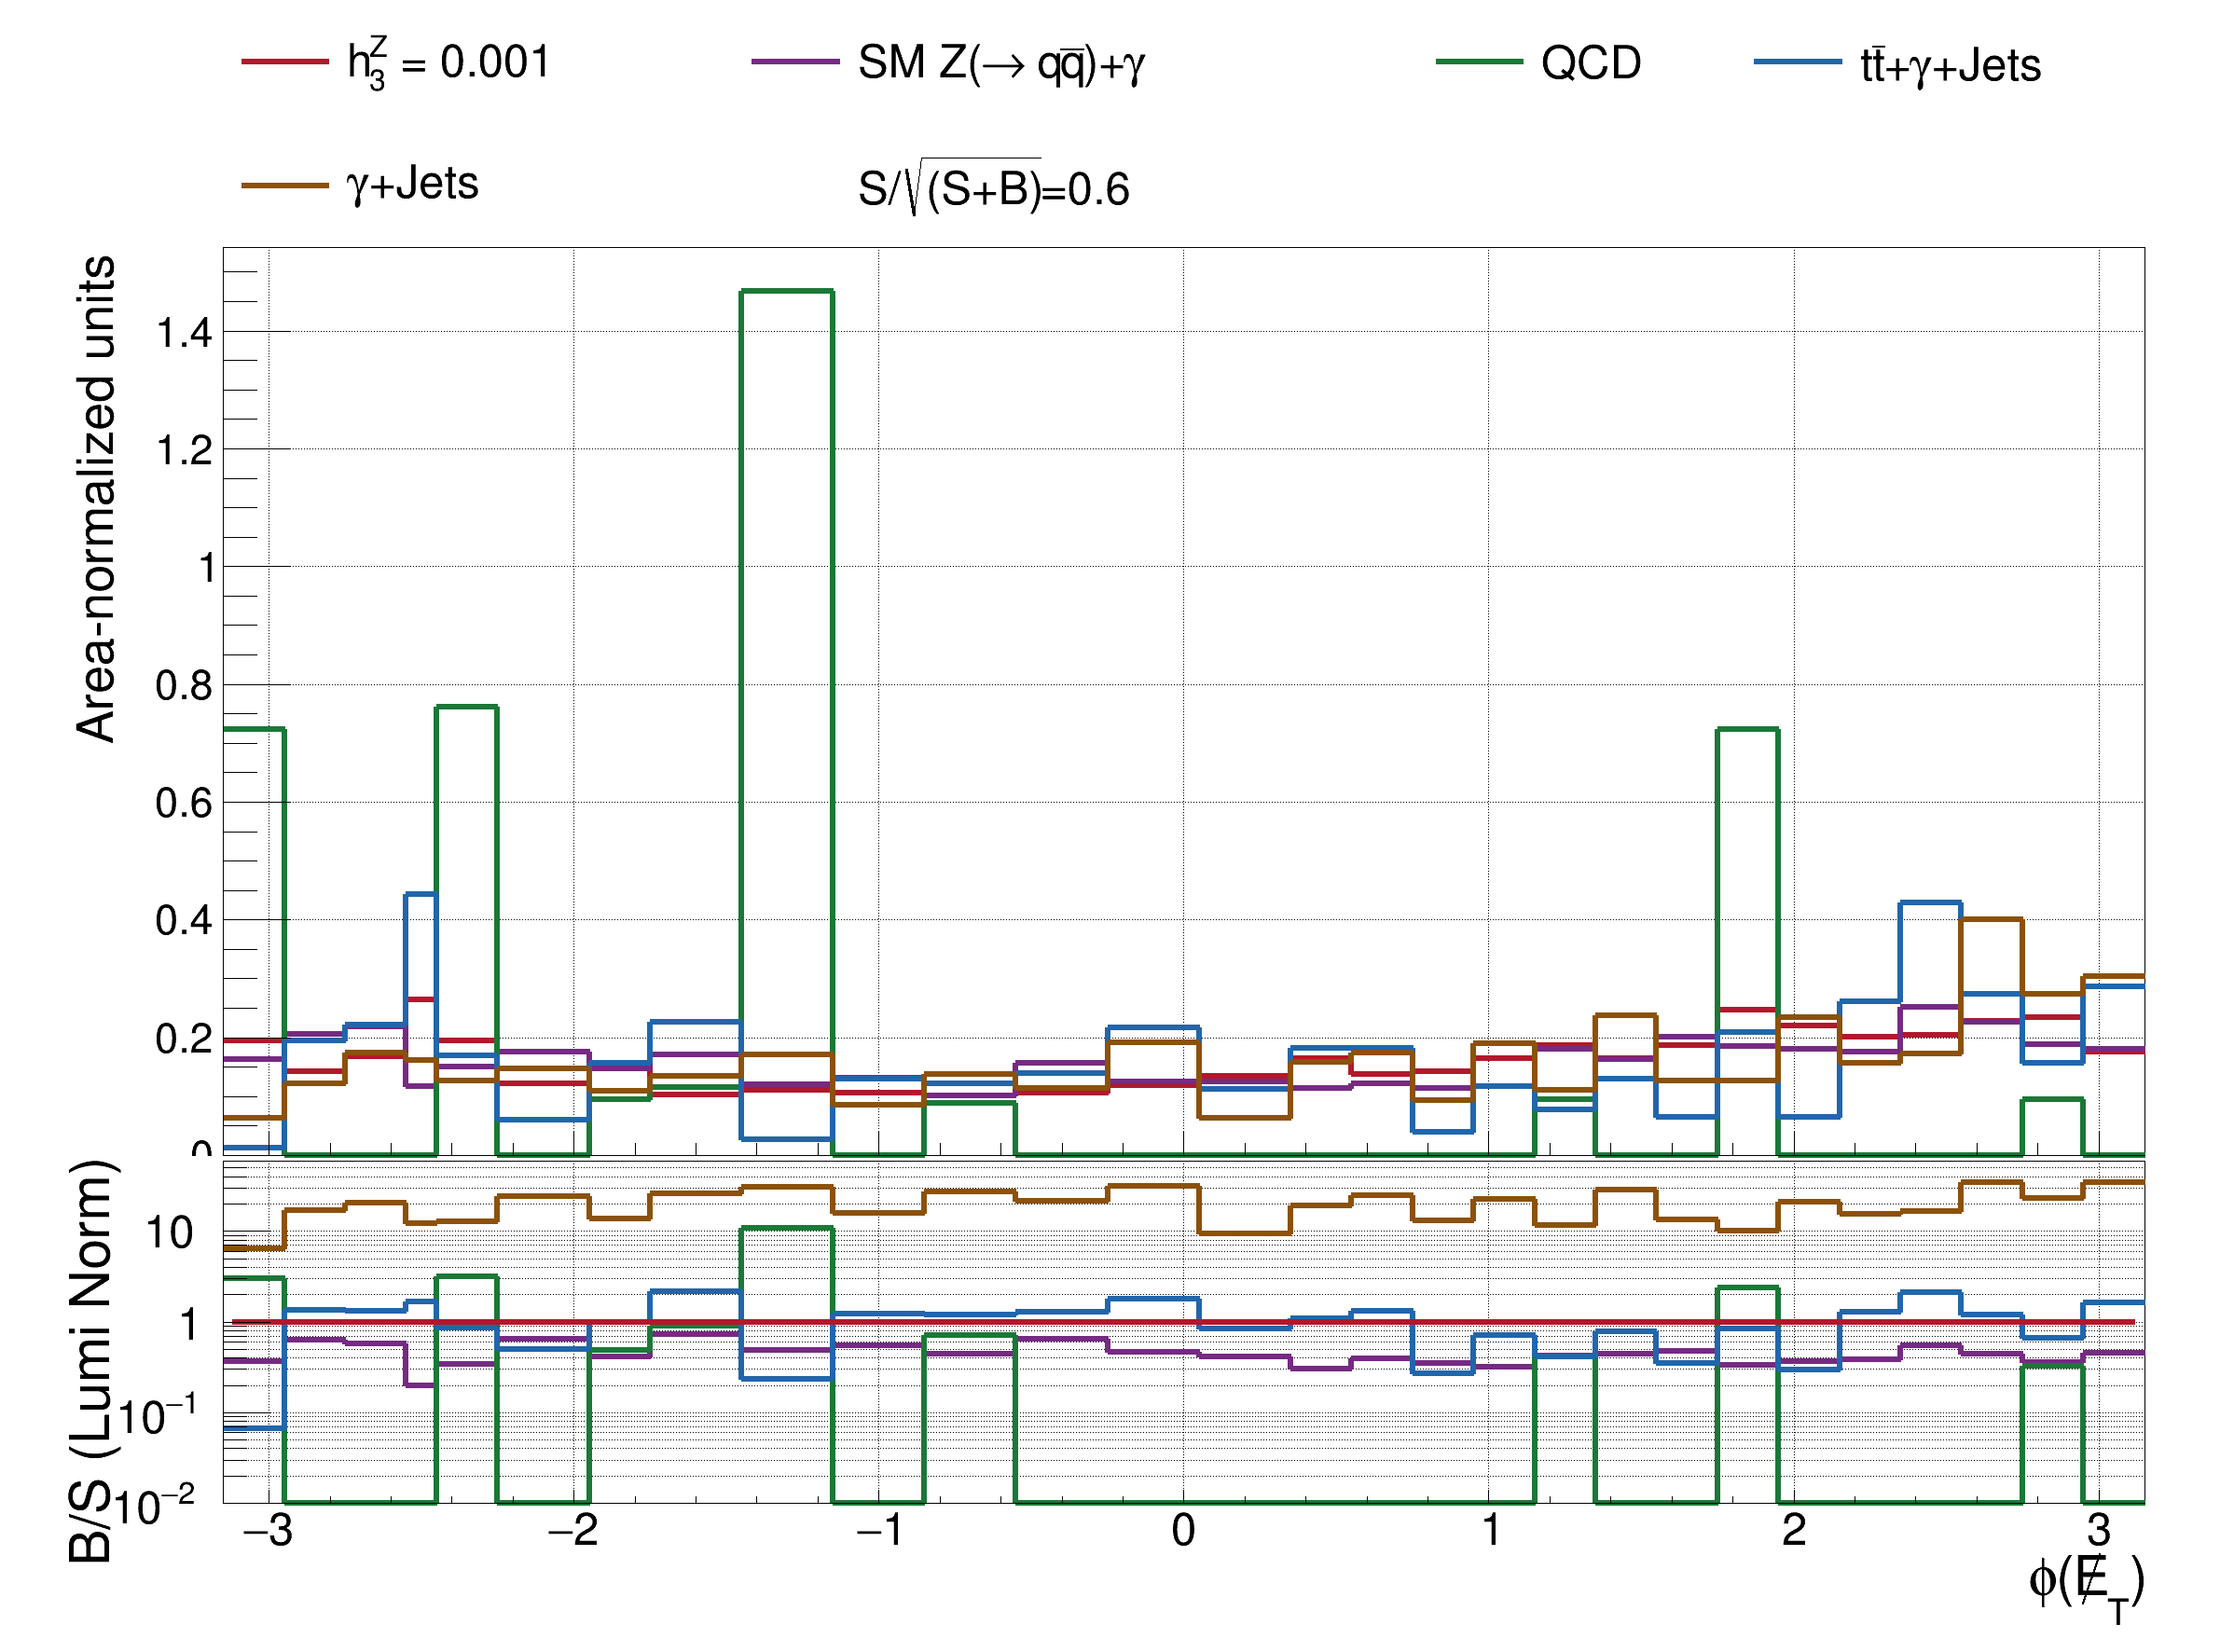 h₃ᶻ = 0.001 SM Z(→ qq̄)+γ QCD tt̄+γ+Jets
γ+Jets S/√(S+B)=0.6
Area-normalized units
1.4
1.2
1
0.8
0.6
0.4
0.2
0
B/S (Lumi Norm)
10
1
10⁻¹
10⁻²
−3 −2 −1 0 1 2 3
ϕ(E̸_T)